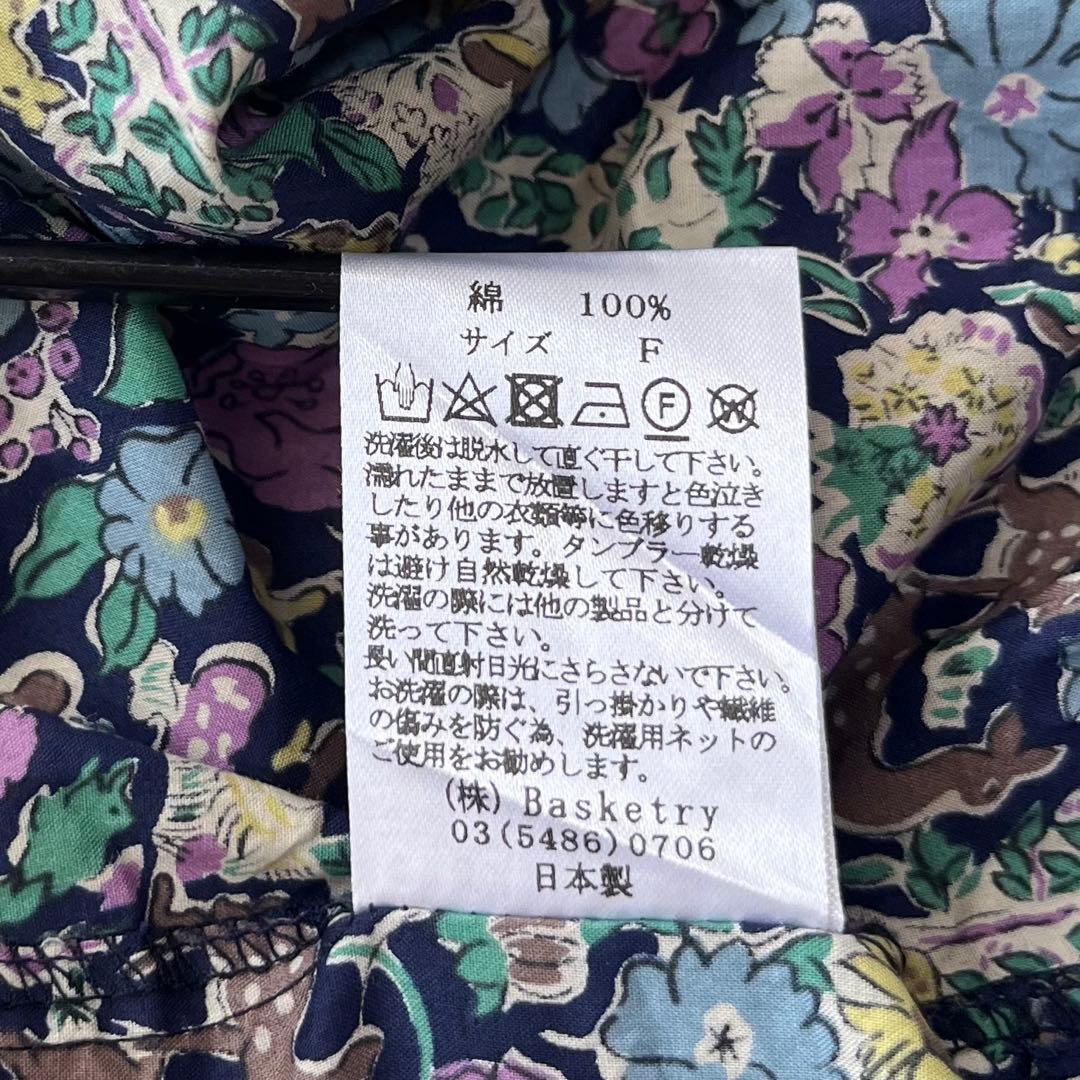 綿 100%
サイズ F
F W
洗濯後は脱水して直ぐ干して下さい。
濡れたままで放置しますと色泣き
したり他の衣類等に色移りする
事があります。タンブラー乾燥
は避け自然乾燥して下さい。
洗濯の際には他の製品と分けて
洗って下さい。
長い間直射日光にさらさないで下さい。
お洗濯の際は、引っ掛かりや繊維
の傷みを防ぐ為、洗濯用ネットの
ご使用をお勧めします。
(株) Basketry
03(5486)0706
日本製